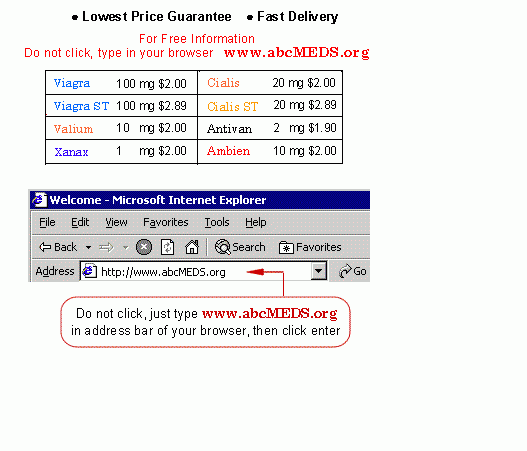 ● Lowest Price Guarantee ● Fast Delivery
For Free Information
Do not click, type in your browser www.abcMEDS.org
Viagra 100 mg $2.00 Cialis 20 mg $2.00
Viagra ST 100 mg $2.89 Cialis ST 20 mg $2.89
Valium 10 mg $2.00 Antivan 2 mg $1.90
Xanax 1 mg $2.00 Ambien 10 mg $2.00
Welcome - Microsoft Internet Explorer
File Edit View Favorites Tools Help
Back Search Favorites
Address http://www.abcMEDS.org Go
Do not click, just type www.abcMEDS.org
in address bar of your browser, then click enter